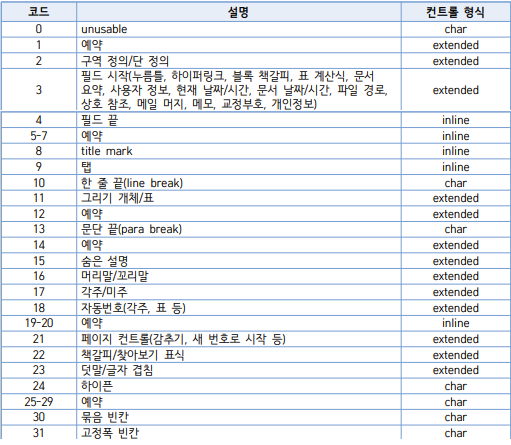 코드 설명 컨트롤 형식
0 unusable char
1 예약 extended
2 구역 정의/단 정의 extended
3 필드 시작(누름틀, 하이퍼링크, 블록 책갈피, 표 계산식, 문서 요약, 사용자 정보, 현재 날짜/시간, 문서 날짜/시간, 파일 경로, 상호 참조, 메일 머지, 메모, 교정부호, 개인정보) extended
4 필드 끝 inline
5-7 예약 inline
8 title mark inline
9 탭 inline
10 한 줄 끝(line break) char
11 그리기 개체/표 extended
12 예약 extended
13 문단 끝(para break) char
14 예약 extended
15 숨은 설명 extended
16 머리말/꼬리말 extended
17 각주/미주 extended
18 자동번호(각주, 표 등) extended
19-20 예약 inline
21 페이지 컨트롤(감추기, 새 번호로 시작 등) extended
22 책갈피/찾아보기 표식 extended
23 덧말/글자 겹침 extended
24 하이픈 char
25-29 예약 char
30 묶음 빈칸 char
31 고정폭 빈칸 char